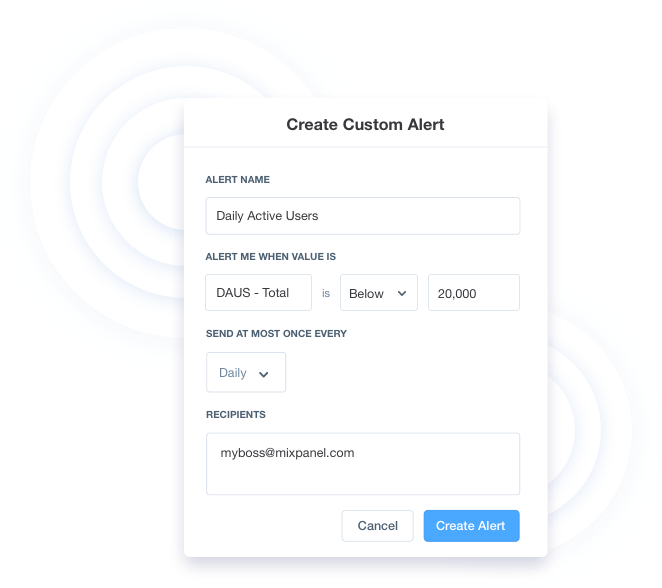 Create Custom Alert
ALERT NAME
Daily Active Users
ALERT ME WHEN VALUE IS
DAUS - Total is Below 20,000
SEND AT MOST ONCE EVERY
Daily
RECIPIENTS
myboss@mixpanel.com
Cancel Create Alert